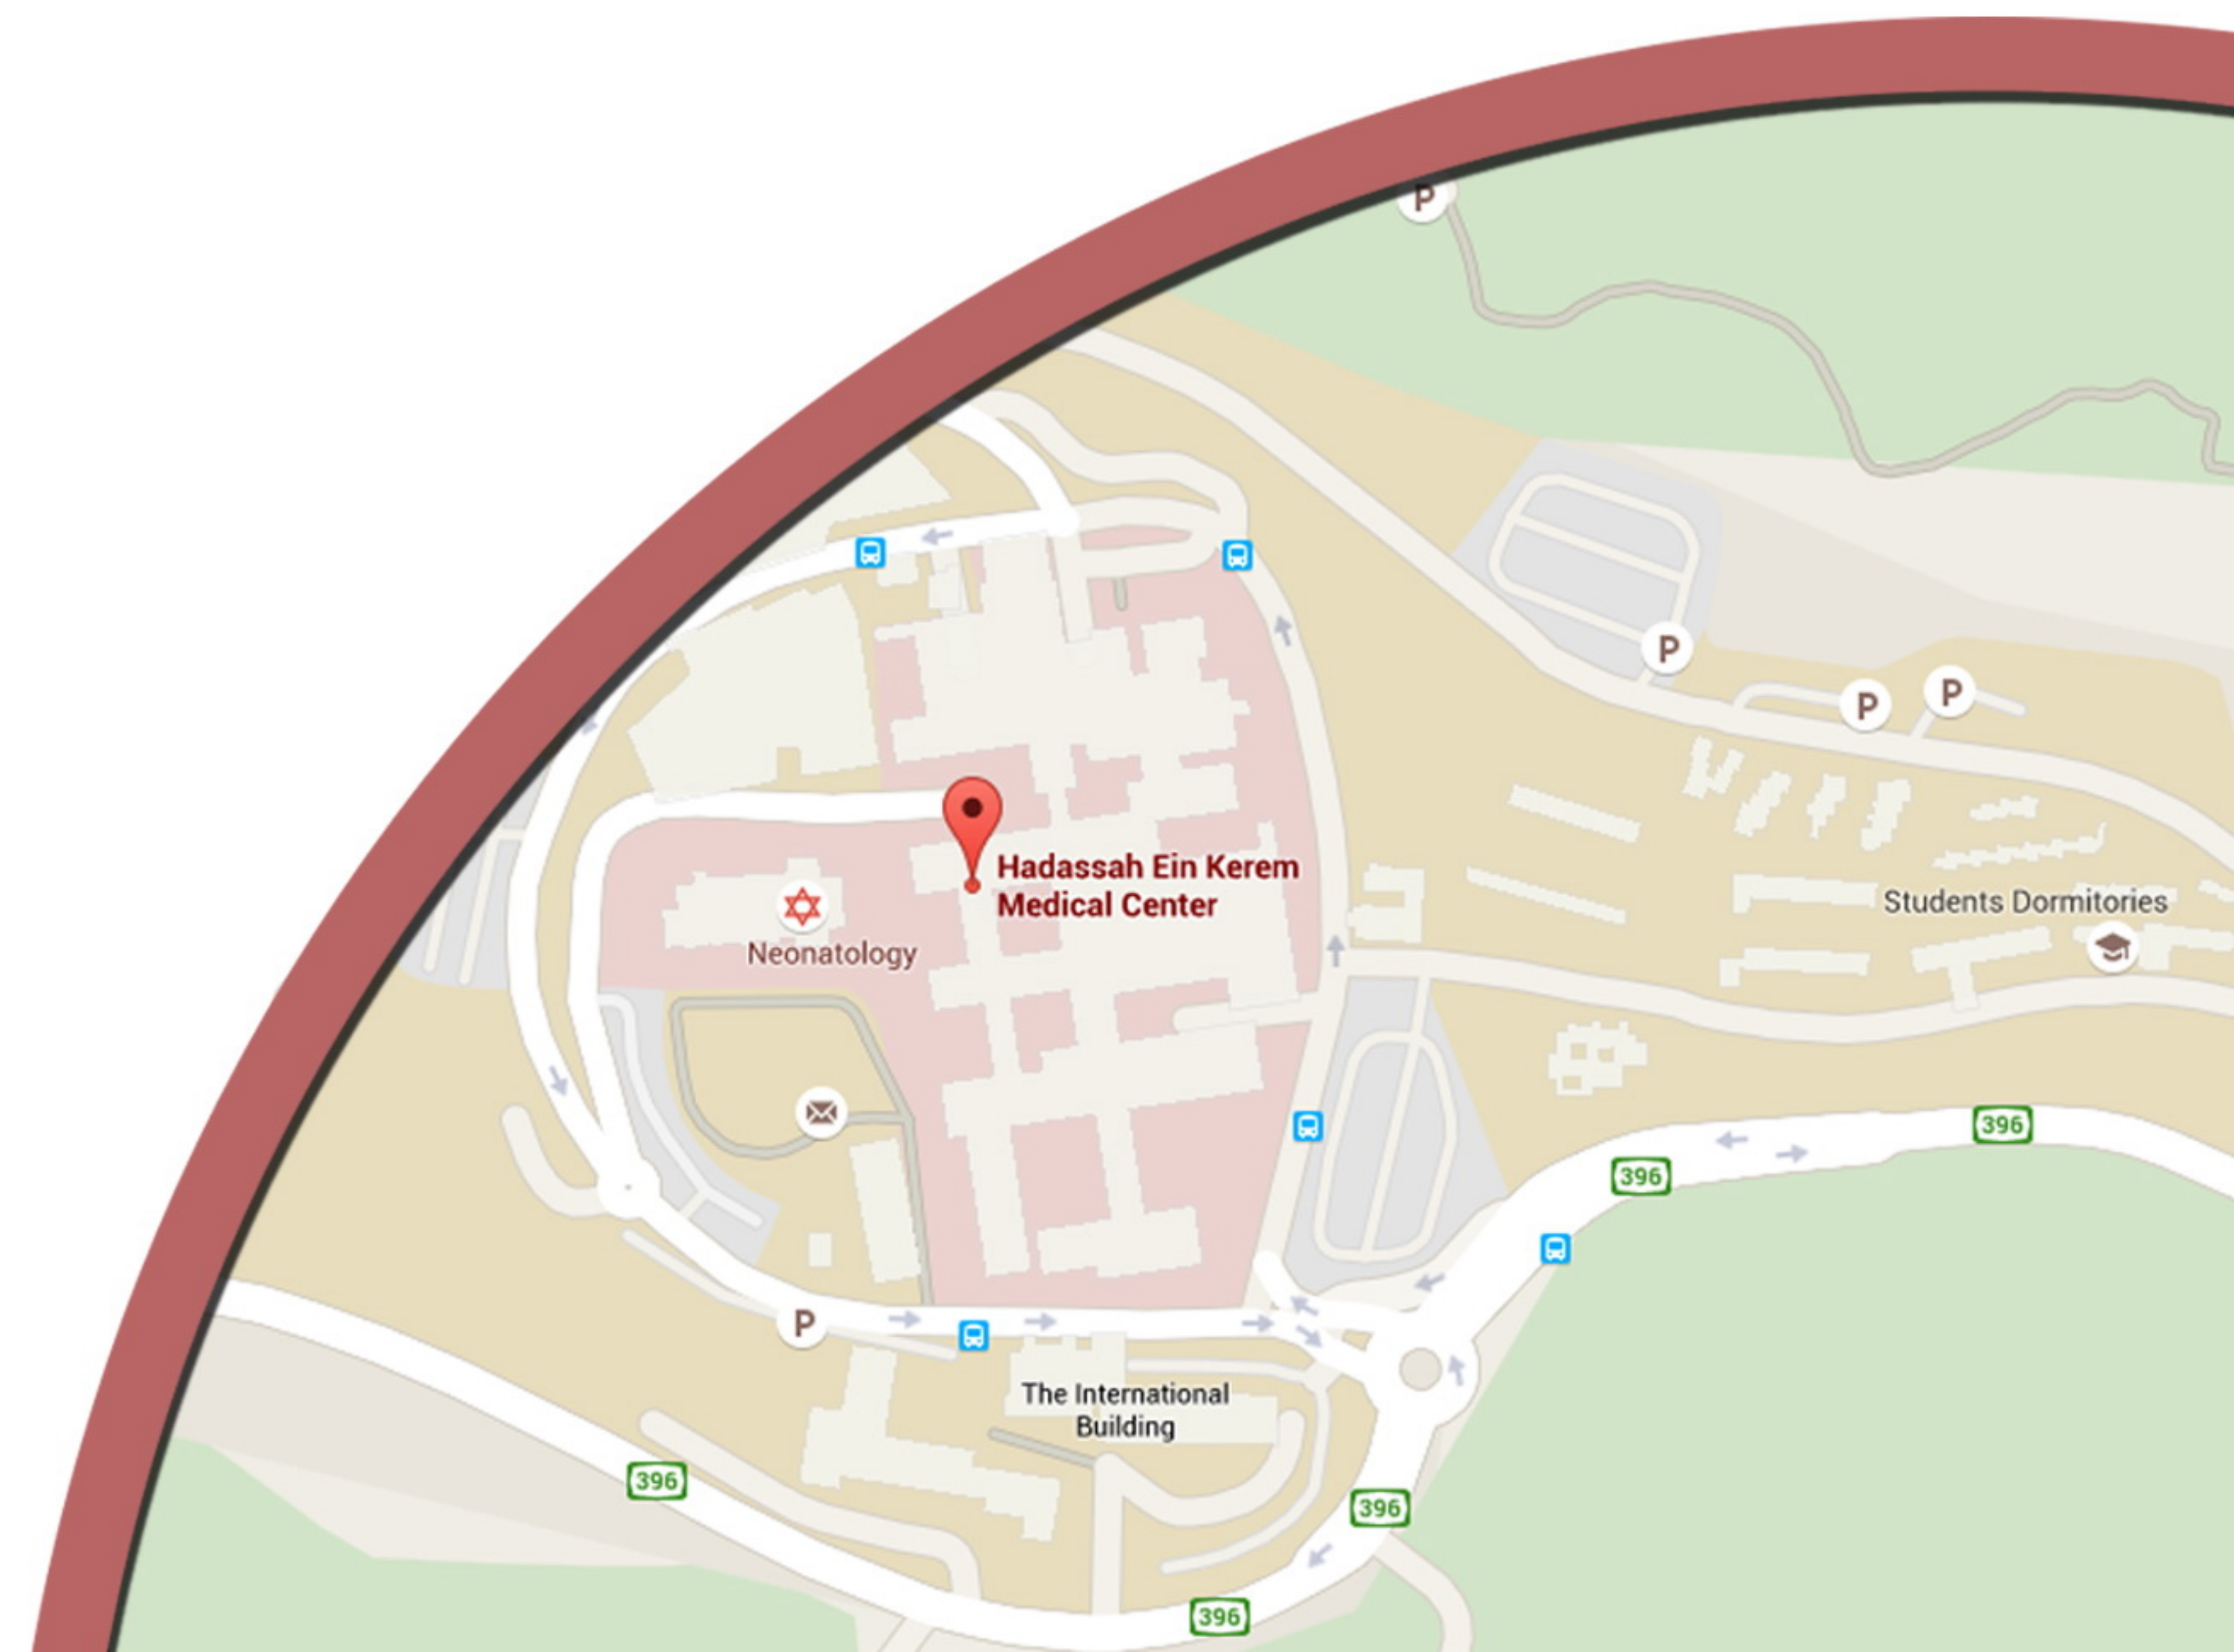 P
P
P
P
Hadassah Ein Kerem
Medical Center
Students Dormitories
Neonatology
396
396
P
The International
Building
396
396
396